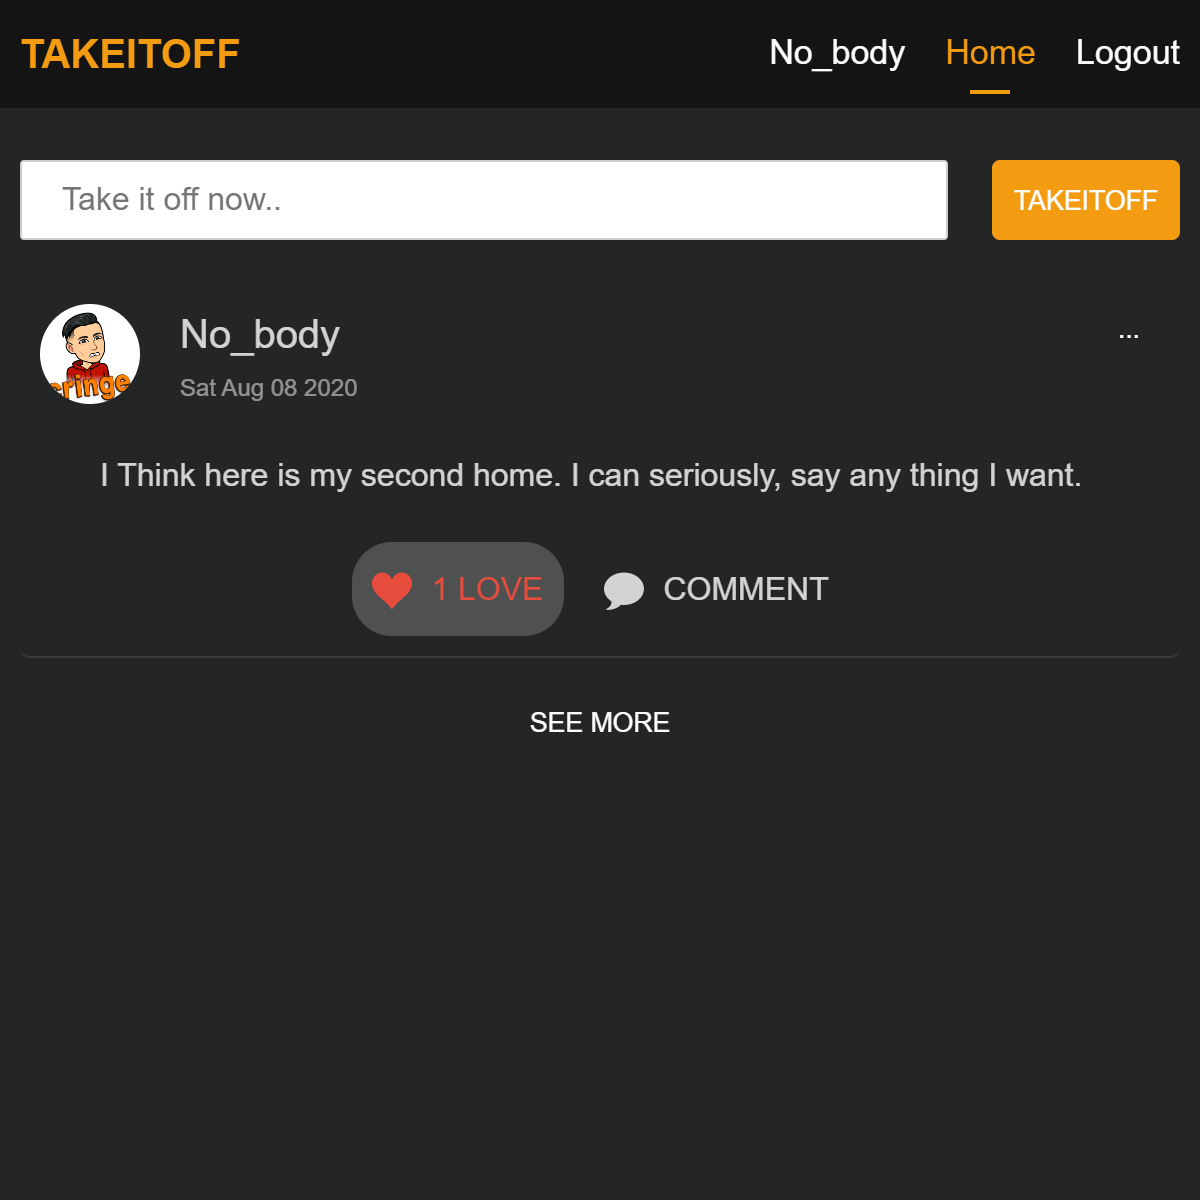 TAKEITOFF
No_body Home Logout
Take it off now..
TAKEITOFF
cringe
No_body
...
Sat Aug 08 2020
I Think here is my second home. I can seriously, say any thing I want.
1 LOVE
COMMENT
SEE MORE